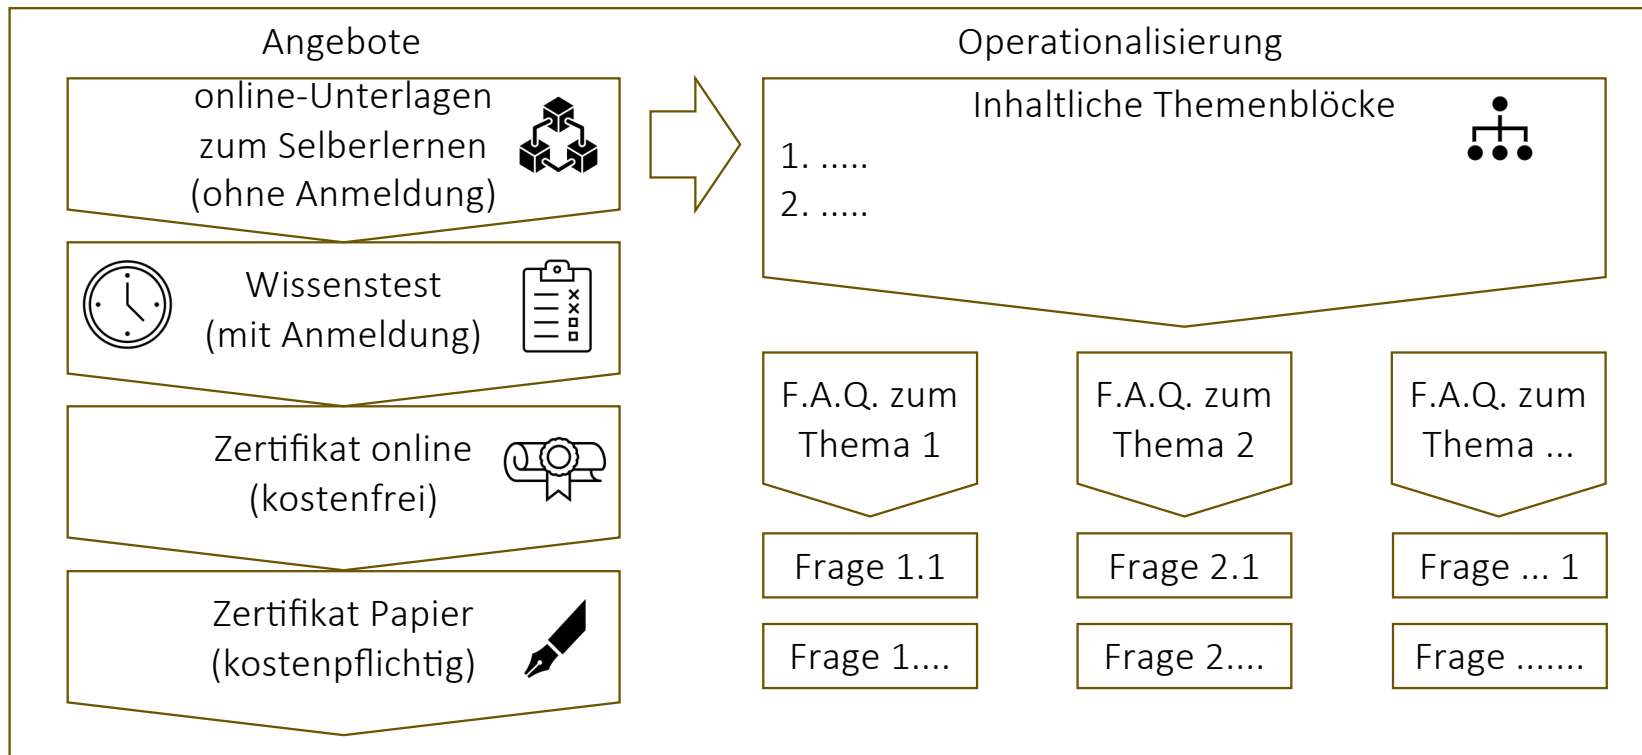 Angebote
online-Unterlagen
zum Selberlernen
(ohne Anmeldung)
Wissenstest
(mit Anmeldung)
Zertifikat online
(kostenfrei)
Zertifikat Papier
(kostenpflichtig)
Operationalisierung
Inhaltliche Themenblöcke
1. .....
2. .....
F.A.Q. zum
Thema 1
F.A.Q. zum
Thema 2
F.A.Q. zum
Thema ...
Frage 1.1
Frage 2.1
Frage ... 1
Frage 1....
Frage 2....
Frage .......